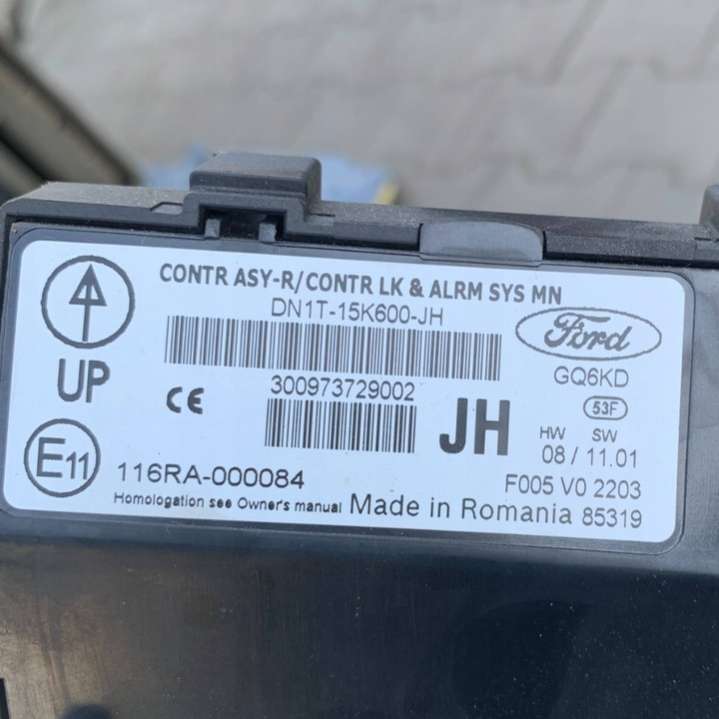 CONTR ASY-R/CONTR LK & ALRM SYS MN
DN1T-15K600-JH
Ford
UP
GQ6KD
300973729002
53F
CE
JH
HW SW
08 / 11.01
E11
116RA-000084
F005 V0 2203
Homologation see Owner's manual Made in Romania 85319